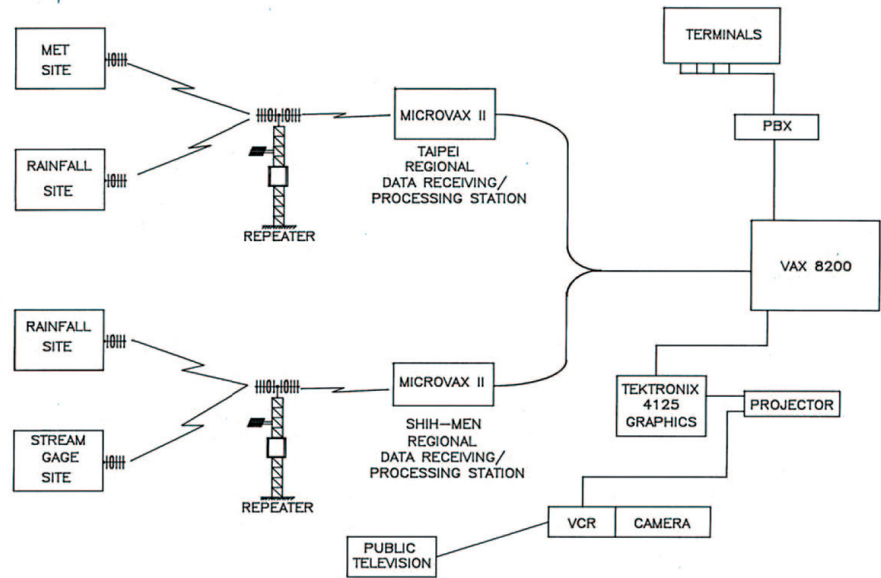 MET
SITE
RAINFALL
SITE
REPEATER
MICROVAX II
TAIPEI
REGIONAL
DATA RECEIVING/
PROCESSING STATION
TERMINALS
PBX
VAX 8200
RAINFALL
SITE
STREAM
GAGE
SITE
REPEATER
MICROVAX II
SHIH-MEN
REGIONAL
DATA RECEIVING/
PROCESSING STATION
TEKTRONIX
4125
GRAPHICS
PROJECTOR
VCR CAMERA
PUBLIC
TELEVISION